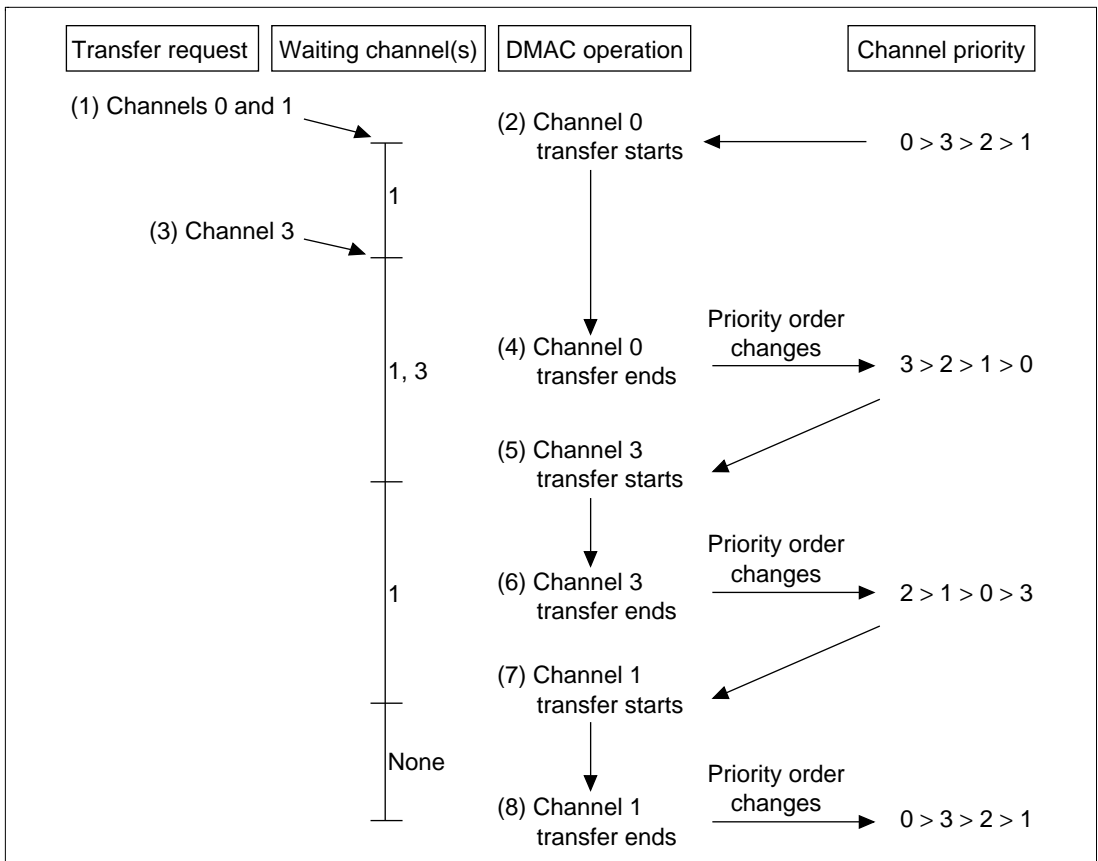 Transfer request
Waiting channel(s)
DMAC operation
Channel priority
(1) Channels 0 and 1
(2) Channel 0
transfer starts
0 > 3 > 2 > 1
1
(3) Channel 3
1, 3
(4) Channel 0
transfer ends
Priority order
changes
3 > 2 > 1 > 0
(5) Channel 3
transfer starts
1
(6) Channel 3
transfer ends
Priority order
changes
2 > 1 > 0 > 3
(7) Channel 1
transfer starts
None
(8) Channel 1
transfer ends
Priority order
changes
0 > 3 > 2 > 1